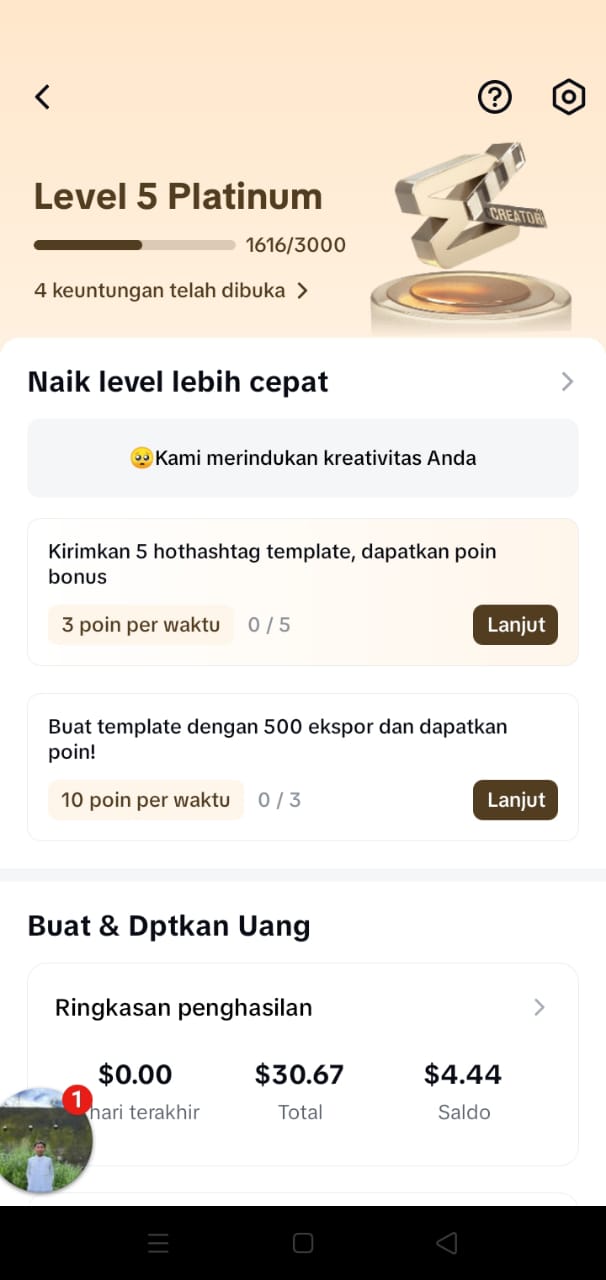 Level 5 Platinum
CREATOR
1616/3000
4 keuntungan telah dibuka
Naik level lebih cepat
🥺Kami merindukan kreativitas Anda
Kirimkan 5 hothashtag template, dapatkan poin
bonus
3 poin per waktu 0 / 5 Lanjut
Buat template dengan 500 ekspor dan dapatkan
poin!
10 poin per waktu 0 / 3 Lanjut
Buat & Dptkan Uang
Ringkasan penghasilan
$0.00 $30.67 $4.44
1
hari terakhir Total Saldo